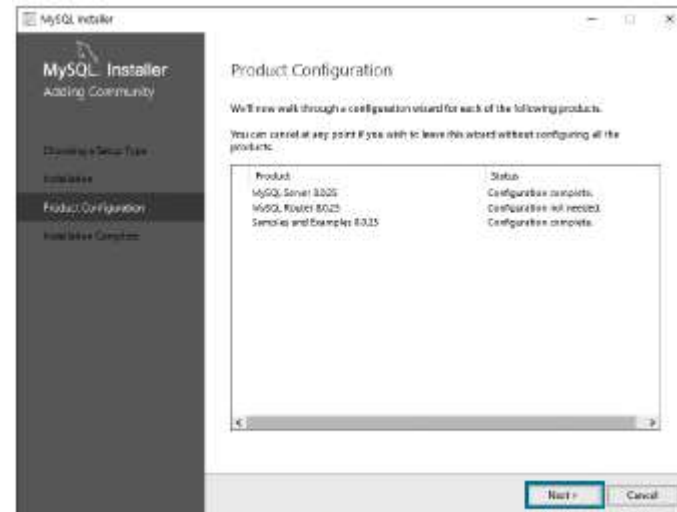 MySQL Installer
MySQL Installer
Adding Community
Choosing a Setup Type
Installation
Product Configuration
Installation Complete
Product Configuration
We'll now walk through a configuration wizard for each of the following products.
You can cancel at any point if you wish to leave this wizard without configuring all the
products.
Product Status
MySQL Server 8.0.25 Configuration complete.
MySQL Router 8.0.25 Configuration not needed.
Samples and Examples 8.0.25 Configuration complete.
Next > Cancel